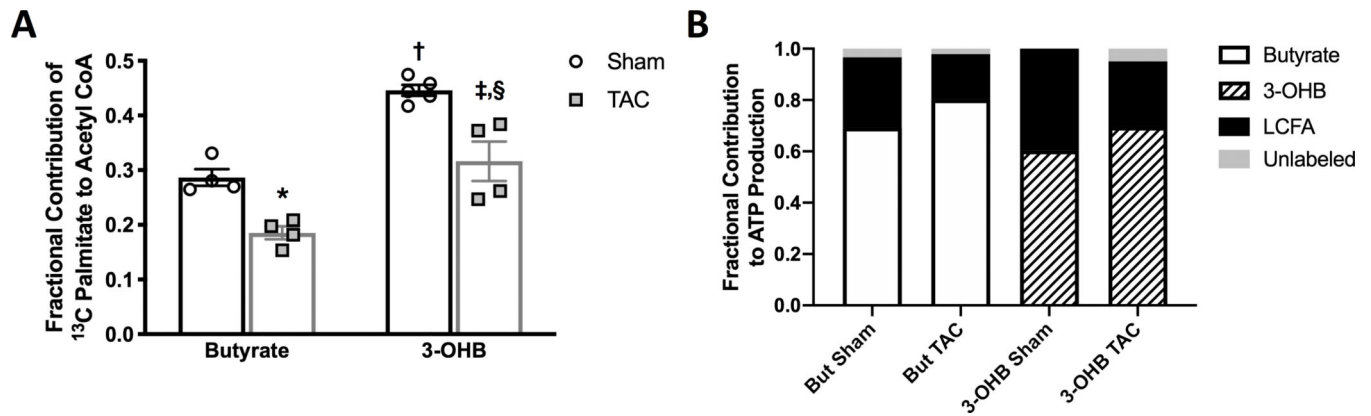 A
Fractional Contribution of
¹³C Palmitate to Acetyl CoA
0.5
0.4
0.3
0.2
0.1
0.0
*
†
‡,§
Butyrate
3-OHB
Sham
TAC
B
Fractional Contribution
to ATP Production
1.0
0.8
0.6
0.4
0.2
0.0
But Sham
But TAC
3-OHB Sham
3-OHB TAC
Butyrate
3-OHB
LCFA
Unlabeled